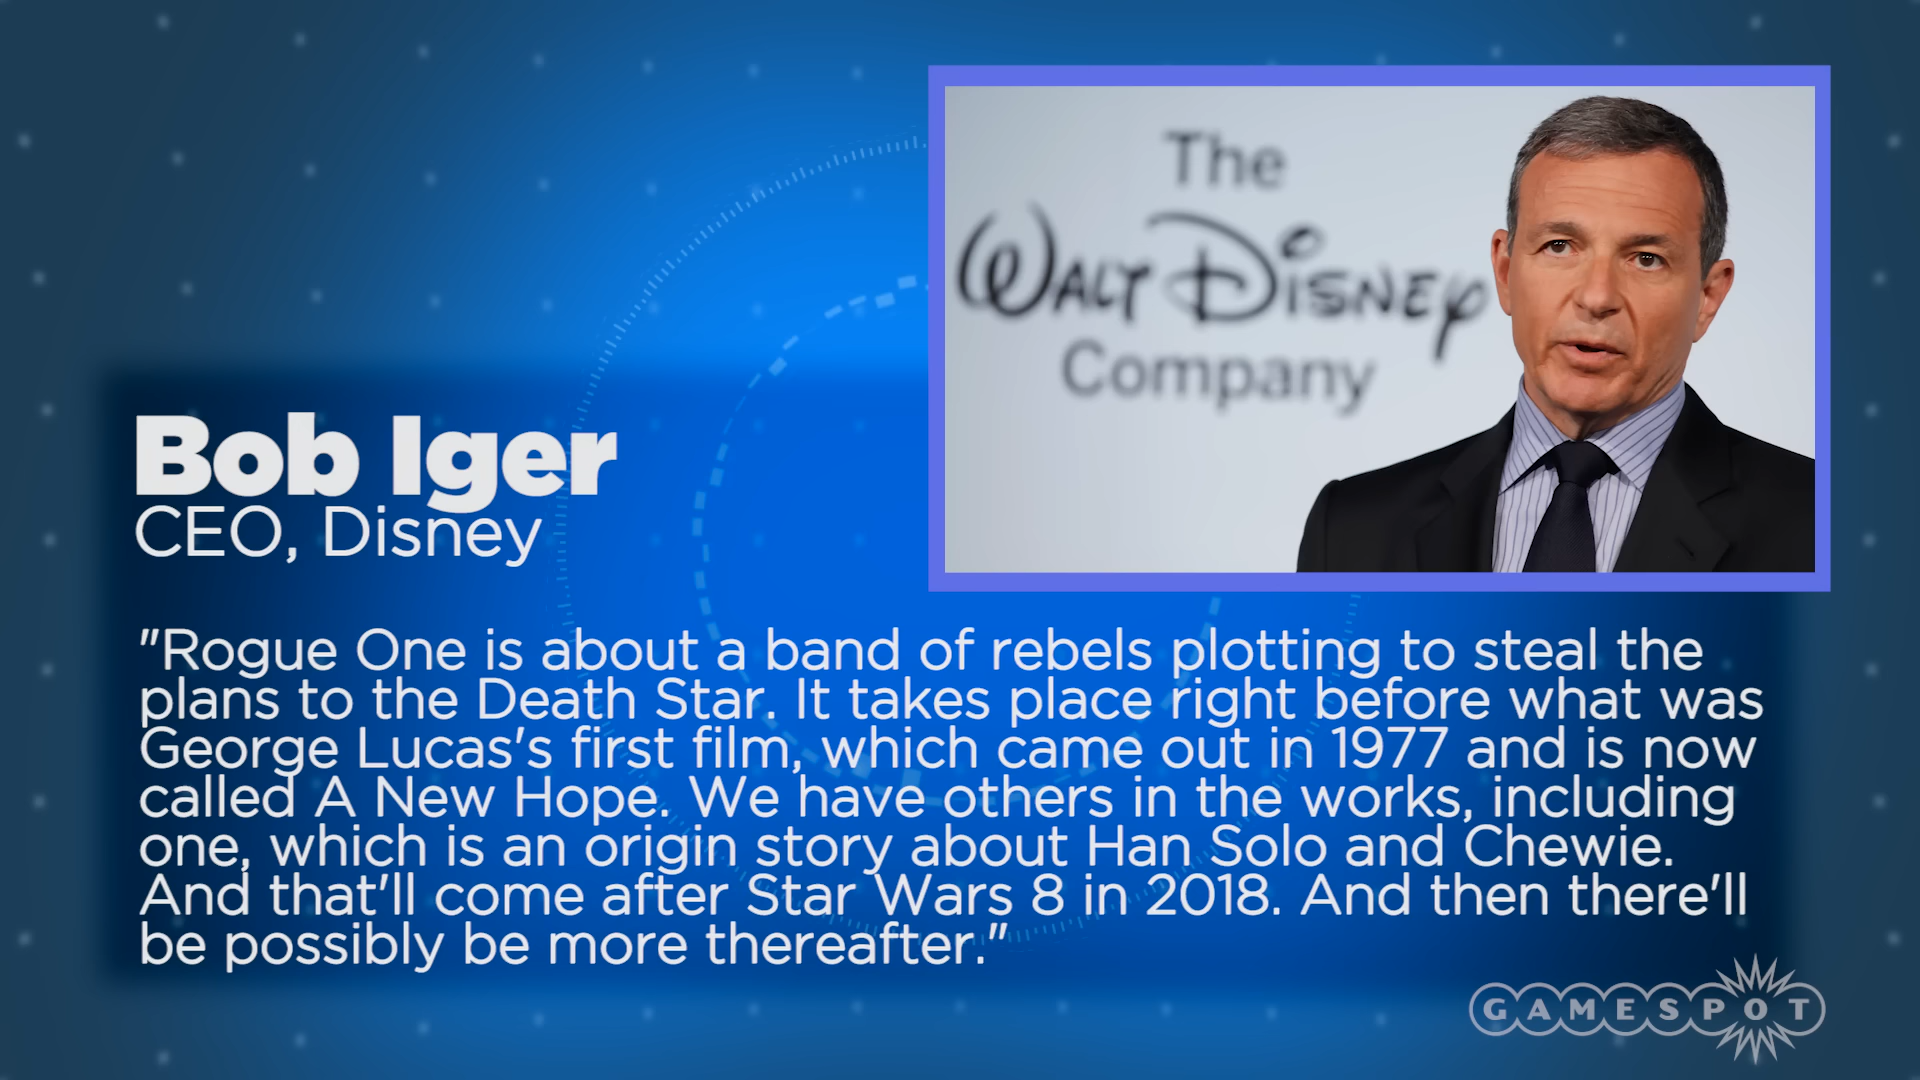 The
Walt Disney
Company
Bob Iger
CEO, Disney
"Rogue One is about a band of rebels plotting to steal the
plans to the Death Star. It takes place right before what was
George Lucas's first film, which came out in 1977 and is now
called A New Hope. We have others in the works, including
one, which is an origin story about Han Solo and Chewie.
And that'll come after Star Wars 8 in 2018. And then there'll
be possibly be more thereafter."
GAMESPOT